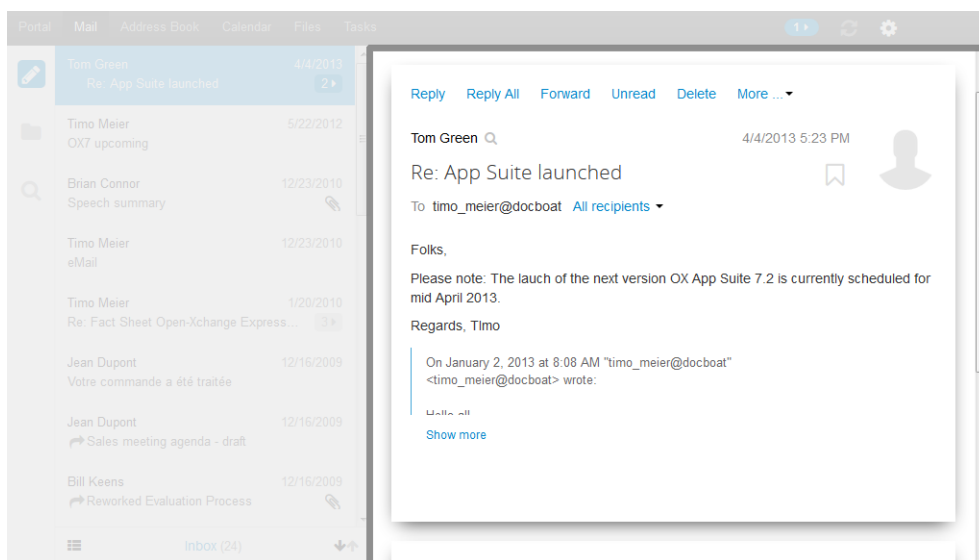 Portal Mail Address Book Calendar Files Tasks 1
Tom Green 4/4/2013
Re: App Suite launched 2
Timo Meier 5/22/2012
OX7 upcoming
Brian Connor 12/23/2010
Speech summary
Timo Meier 12/23/2010
eMail
Timo Meier 1/20/2010
Re: Fact Sheet Open-Xchange Express... 3
Jean Dupont 12/16/2009
Votre commande a été traitée
Jean Dupont 12/16/2009
Sales meeting agenda - draft
Bill Keens 12/16/2009
Reworked Evaluation Process
Inbox (24)
Reply Reply All Forward Unread Delete More ...
Tom Green 4/4/2013 5:23 PM
Re: App Suite launched
To timo_meier@docboat All recipients
Folks,
Please note: The lauch of the next version OX App Suite 7.2 is currently scheduled for
mid April 2013.
Regards, TImo
On January 2, 2013 at 8:08 AM "timo_meier@docboat"
<timo_meier@docboat> wrote:
Hello all
Show more